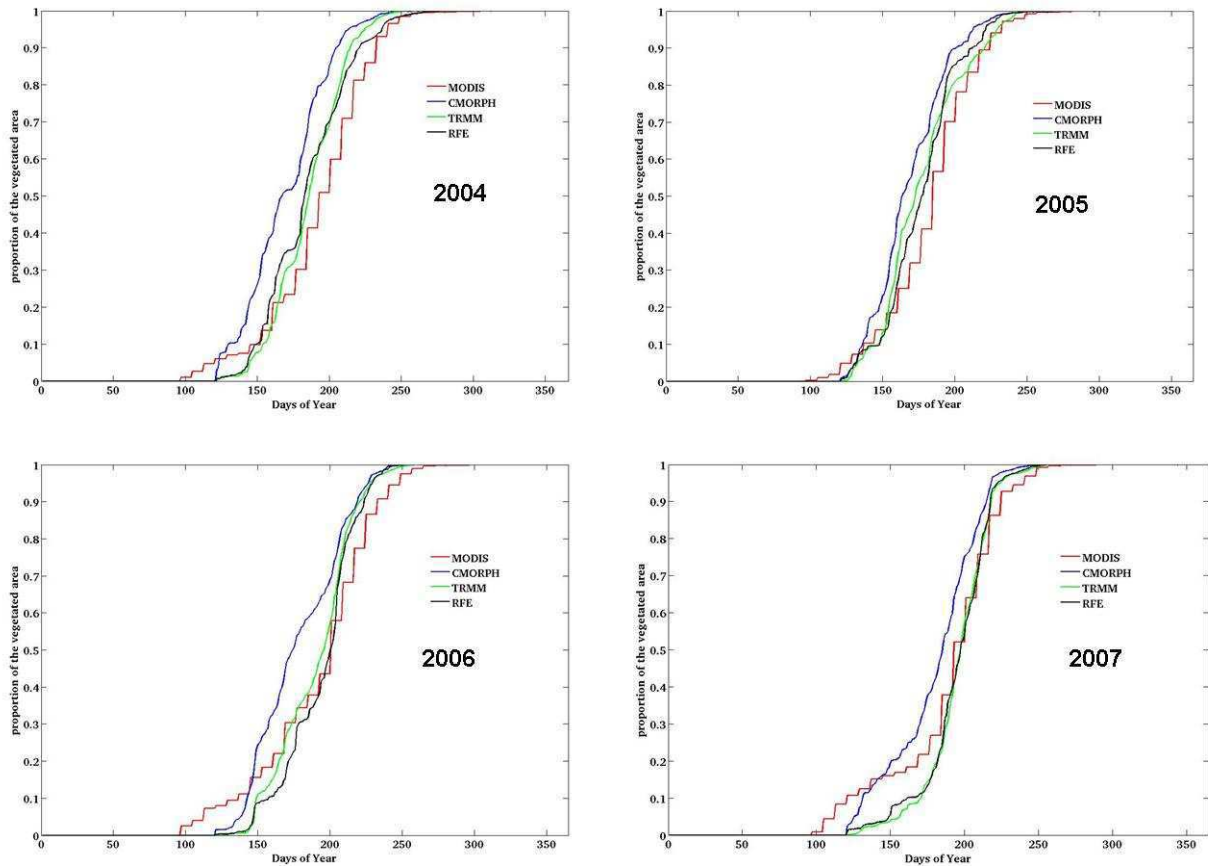 1
0.9
0.8
0.7
0.6
0.5
0.4
0.3
0.2
0.1
0
proportion of the vegetated area
MODIS
CMORPH
TRMM
RFE
2004
0 50 100 150 200 250 300 350
Days of Year
1
0.9
0.8
0.7
0.6
0.5
0.4
0.3
0.2
0.1
0
proportion of the vegetated area
MODIS
CMORPH
TRMM
RFE
2005
0 50 100 150 200 250 300 350
Days of Year
1
0.9
0.8
0.7
0.6
0.5
0.4
0.3
0.2
0.1
0
proportion of the vegetated area
MODIS
CMORPH
TRMM
RFE
2006
0 50 100 150 200 250 300 350
Days of Year
1
0.9
0.8
0.7
0.6
0.5
0.4
0.3
0.2
0.1
0
proportion of the vegetated area
MODIS
CMORPH
TRMM
RFE
2007
0 50 100 150 200 250 300 350
Days of Year